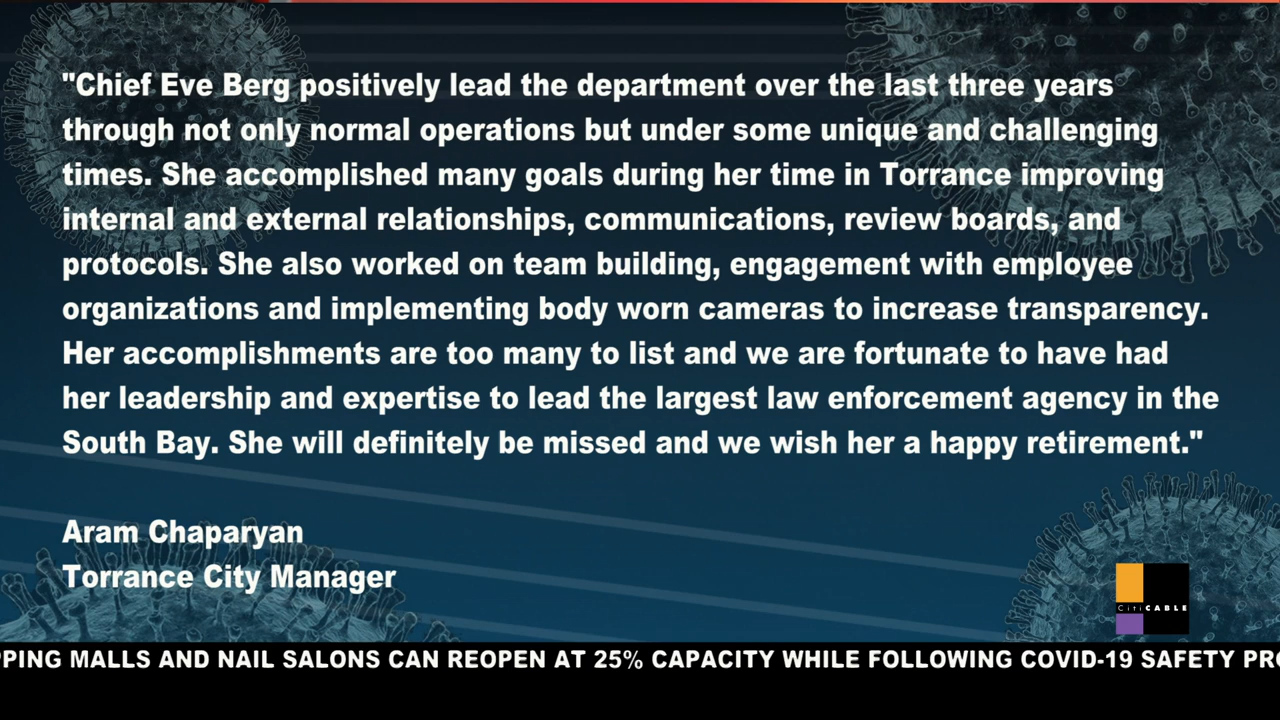 "Chief Eve Berg positively lead the department over the last three years
through not only normal operations but under some unique and challenging
times. She accomplished many goals during her time in Torrance improving
internal and external relationships, communications, review boards, and
protocols. She also worked on team building, engagement with employee
organizations and implementing body worn cameras to increase transparency.
Her accomplishments are too many to list and we are fortunate to have had
her leadership and expertise to lead the largest law enforcement agency in the
South Bay. She will definitely be missed and we wish her a happy retirement."
Aram Chaparyan
Torrance City Manager
CitiCABLE
PPING MALLS AND NAIL SALONS CAN REOPEN AT 25% CAPACITY WHILE FOLLOWING COVID-19 SAFETY PRO